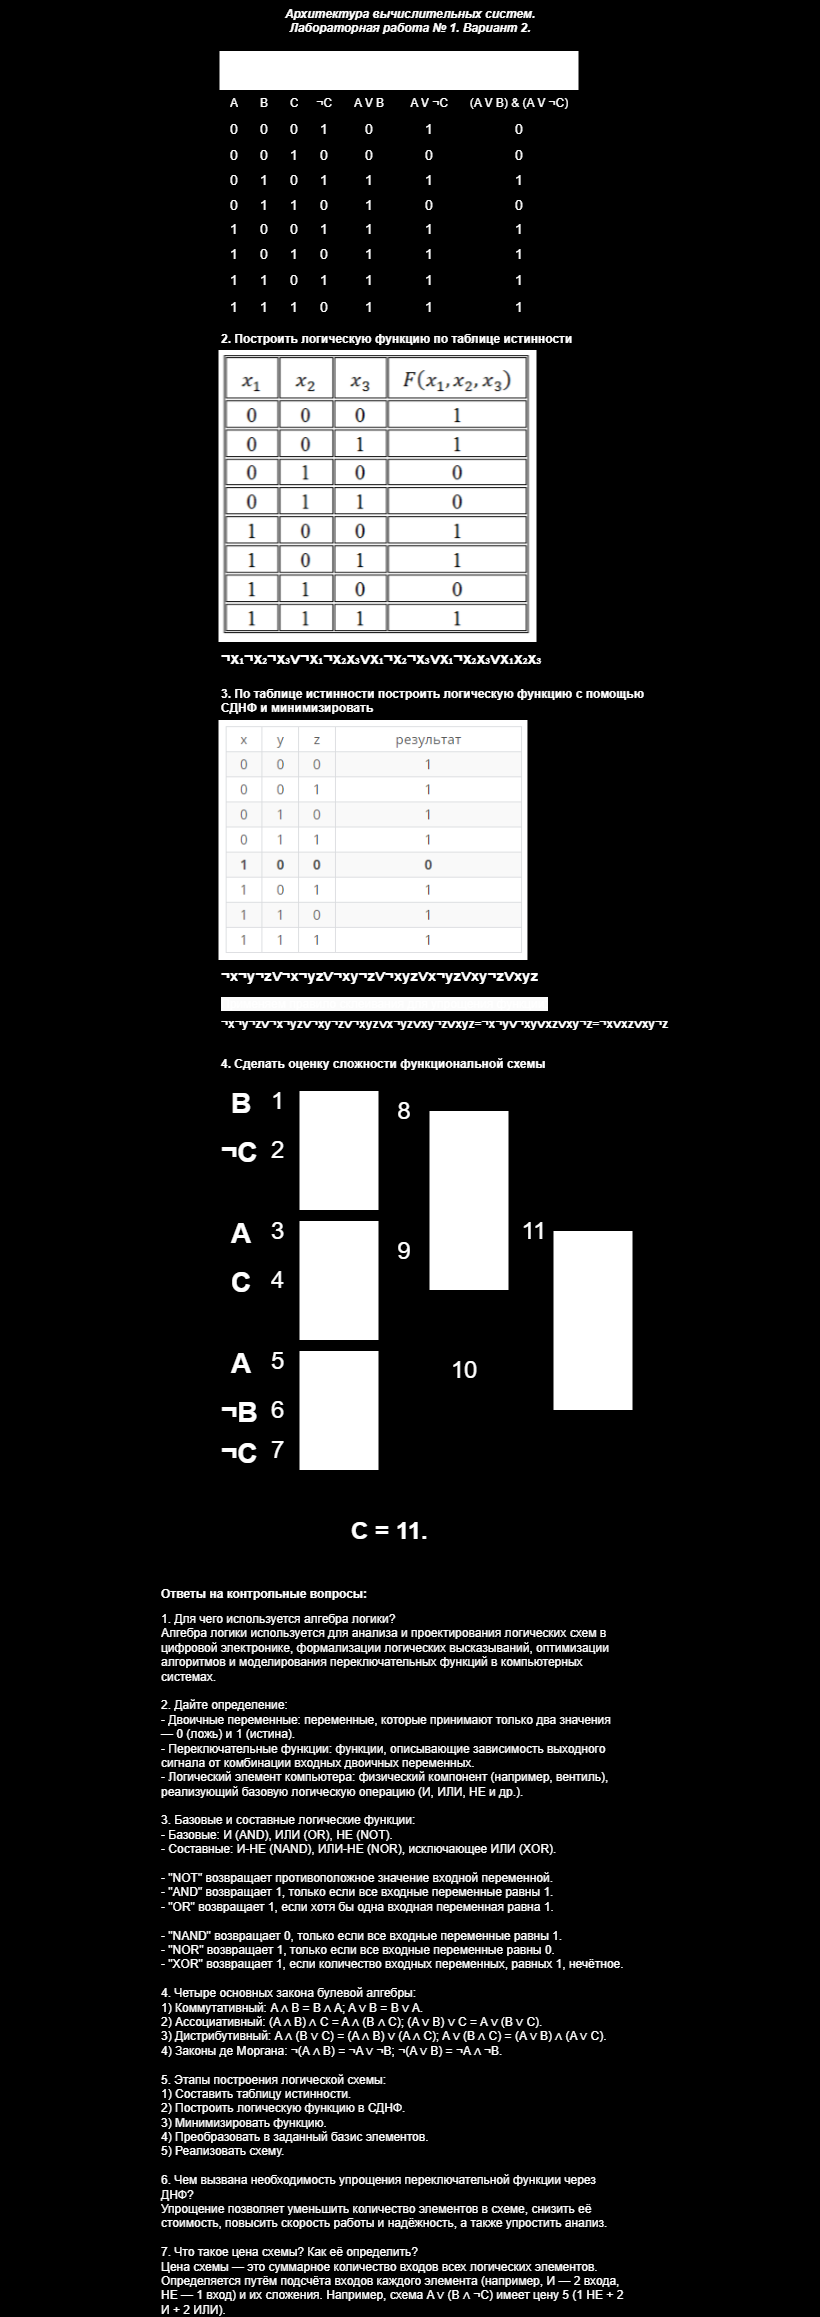 Архитектура вычислительных систем.
Лабораторная работа № 1. Вариант 2.
A B C ¬C A V B A V ¬C (A V B) & (A V ¬C)
0 0 0 1 0 1 0
0 0 1 0 0 0 0
0 1 0 1 1 1 1
0 1 1 0 1 0 0
1 0 0 1 1 1 1
1 0 1 0 1 1 1
1 1 0 1 1 1 1
1 1 1 0 1 1 1
2. Построить логическую функцию по таблице истинности
x₁ x₂ x₃ F(x₁, x₂, x₃)
0 0 0 1
0 0 1 1
0 1 0 0
0 1 1 0
1 0 0 1
1 0 1 1
1 1 0 0
1 1 1 1
¬x₁¬x₂¬x₃V¬x₁¬x₂x₃Vx₁¬x₂¬x₃Vx₁¬x₂x₃Vx₁x₂x₃
3. По таблице истинности построить логическую функцию с помощью
СДНФ и минимизировать
x y z результат
0 0 0 1
0 0 1 1
0 1 0 1
0 1 1 1
1 0 0 0
1 0 1 1
1 1 0 1
1 1 1 1
¬x¬y¬zV¬x¬yzV¬xy¬zV¬xyzVx¬yzVxy¬zVxyz
¬x¬y¬zV¬x¬yzV¬xy¬zV¬xyzVx¬yzVxy¬zVxyz=¬x¬yV¬xyVxzVxy¬z=¬xVxzVxy¬z
4. Сделать оценку сложности функциональной схемы
B 1 8
¬C 2
A 3 9 11
C 4
A 5 10
¬B 6
¬C 7
C = 11.
Ответы на контрольные вопросы:
1. Для чего используется алгебра логики?
Алгебра логики используется для анализа и проектирования логических схем в
цифровой электронике, формализации логических высказываний, оптимизации
алгоритмов и моделирования переключательных функций в компьютерных
системах.
2. Дайте определение:
- Двоичные переменные: переменные, которые принимают только два значения
— 0 (ложь) и 1 (истина).
- Переключательные функции: функции, описывающие зависимость выходного
сигнала от комбинации входных двоичных переменных.
- Логический элемент компьютера: физический компонент (например, вентиль),
реализующий базовую логическую операцию (И, ИЛИ, НЕ и др.).
3. Базовые и составные логические функции:
- Базовые: И (AND), ИЛИ (OR), НЕ (NOT).
- Составные: И-НЕ (NAND), ИЛИ-НЕ (NOR), исключающее ИЛИ (XOR).
- "NOT" возвращает противоположное значение входной переменной.
- "AND" возвращает 1, только если все входные переменные равны 1.
- "OR" возвращает 1, если хотя бы одна входная переменная равна 1.
- "NAND" возвращает 0, только если все входные переменные равны 1.
- "NOR" возвращает 1, только если все входные переменные равны 0.
- "XOR" возвращает 1, если количество входных переменных, равных 1, нечётное.
4. Четыре основных закона булевой алгебры:
1) Коммутативный: A ∧ B = B ∧ A; A ∨ B = B ∨ A.
2) Ассоциативный: (A ∧ B) ∧ C = A ∧ (B ∧ C); (A ∨ B) ∨ C = A ∨ (B ∨ C).
3) Дистрибутивный: A ∧ (B ∨ C) = (A ∧ B) ∨ (A ∧ C); A ∨ (B ∧ C) = (A ∨ B) ∧ (A ∨ C).
4) Законы де Моргана: ¬(A ∧ B) = ¬A ∨ ¬B; ¬(A ∨ B) = ¬A ∧ ¬B.
5. Этапы построения логической схемы:
1) Составить таблицу истинности.
2) Построить логическую функцию в СДНФ.
3) Минимизировать функцию.
4) Преобразовать в заданный базис элементов.
5) Реализовать схему.
6. Чем вызвана необходимость упрощения переключательной функции через
ДНФ?
Упрощение позволяет уменьшить количество элементов в схеме, снизить её
стоимость, повысить скорость работы и надёжность, а также упростить анализ.
7. Что такое цена схемы? Как её определить?
Цена схемы — это суммарное количество входов всех логических элементов.
Определяется путём подсчёта входов каждого элемента (например, И — 2 входа,
НЕ — 1 вход) и их сложения. Например, схема A ∨ (B ∧ ¬C) имеет цену 5 (1 НЕ + 2
И + 2 ИЛИ).